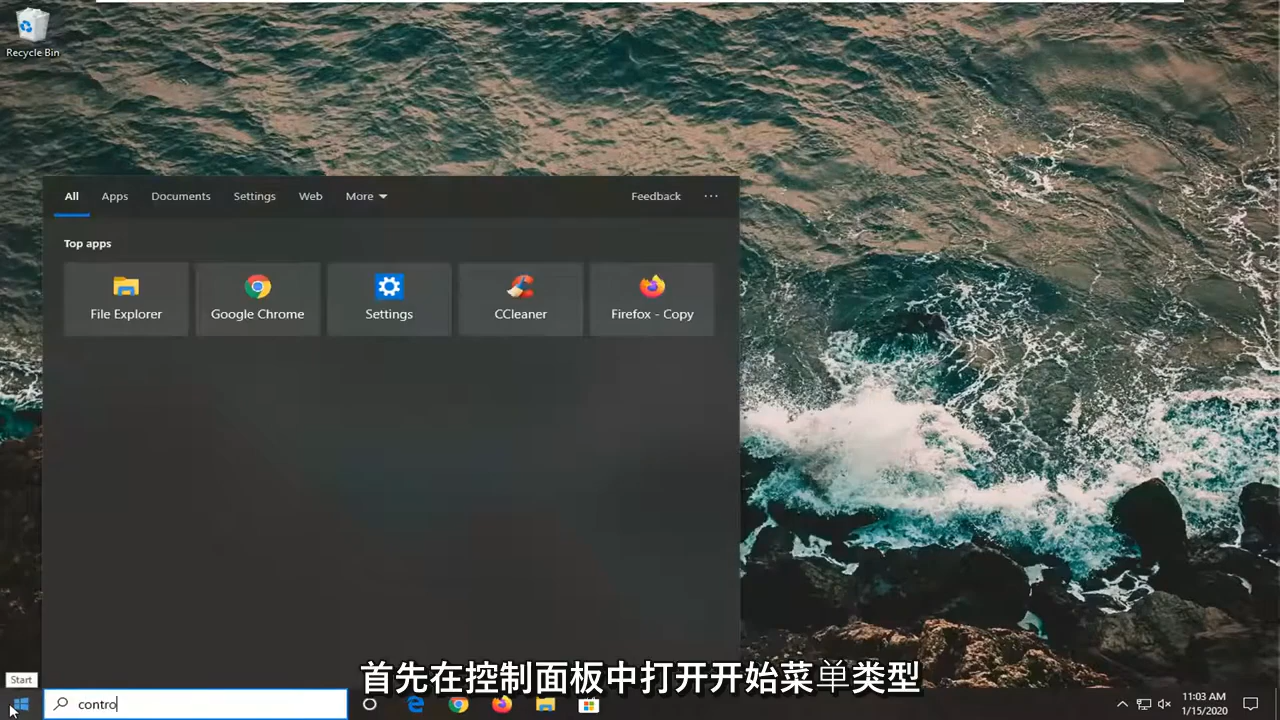 Recycle Bin
All Apps Documents Settings Web More Feedback ···
Top apps
File Explorer Google Chrome Settings CCleaner Firefox - Copy
首先在控制面板中打开开始菜单类型
Start
contro
11:03 AM
1/15/2020